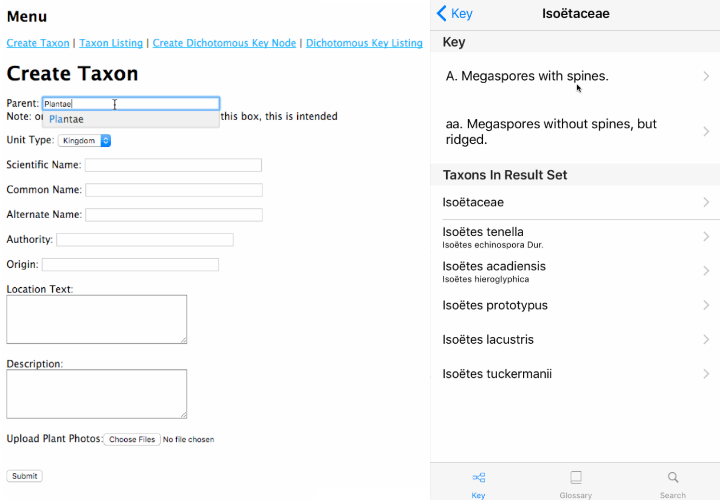 Menu
Create Taxon | Taxon Listing | Create Dichotomous Key Node | Dichotomous Key Listing
Create Taxon
Parent: Plantae
Note: this box, this is intended
Plantae
Unit Type: Kingdom
Scientific Name:
Common Name:
Alternate Name:
Authority:
Origin:
Location Text:
Description:
Upload Plant Photos: Choose Files No file chosen
Submit
Key
Isoëtaceae
Key
A. Megaspores with spines.
aa. Megaspores without spines, but
ridged.
Taxons In Result Set
Isoëtaceae
Isoëtes tenella
Isoëtes echinospora Dur.
Isoëtes acadiensis
Isoëtes hieroglyphica
Isoëtes prototypus
Isoëtes lacustris
Isoëtes tuckermanii
Key
Glossary
Search